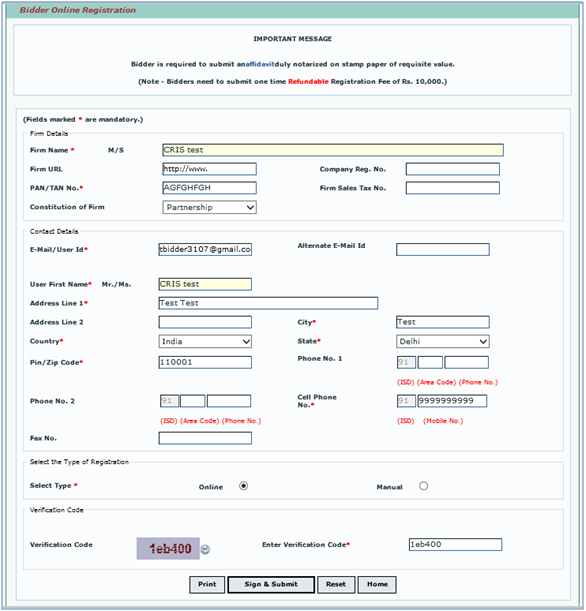 Bidder Online Registration
IMPORTANT MESSAGE
Bidder is required to submit anaffidavitduly notarized on stamp paper of requisite value.
(Note - Bidders need to submit one time Refundable Registration Fee of Rs. 10,000.)
(Fields marked * are mandatory.)
Firm Details
Firm Name * M/S CRIS test
Firm URL http://www. Company Reg. No.
PAN/TAN No.* AGFGHFGH Firm Sales Tax No.
Constitution of Firm Partnership
Contact Details
E-Mail/User Id* tbidder3107@gmail.co Alternate E-Mail Id
User First Name* Mr./Ms. CRIS test
Address Line 1* Test Test
Address Line 2 City* Test
Country* India State* Delhi
Pin/Zip Code* 110001 Phone No. 1 91
(ISD) (Area Code) (Phone No.)
Phone No. 2 91 Cell Phone No.* 91 9999999999
(ISD) (Area Code) (Phone No.) (ISD) (Mobile No.)
Fax No.
Select the Type of Registration
Select Type * Online Manual
Verification Code
Verification Code 1eb400 Enter Verification Code* 1eb400
Print Sign & Submit Reset Home